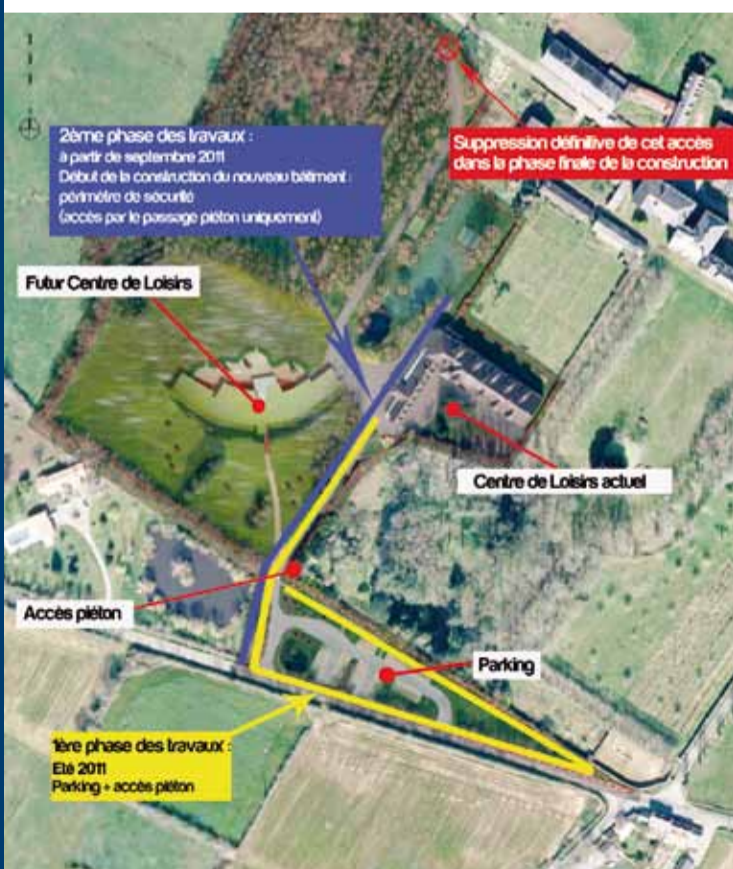 2ème phase des travaux :
à partir de septembre 2011
Début de la construction du nouveau bâtiment :
périmètre de sécurité
(accès par le passage piéton uniquement)
Suppression définitive de cet accès
dans la phase finale de la construction
Futur Centre de Loisirs
Centre de Loisirs actuel
Accès piéton
Parking
1ère phase des travaux :
Eté 2011
Parking + accès piéton